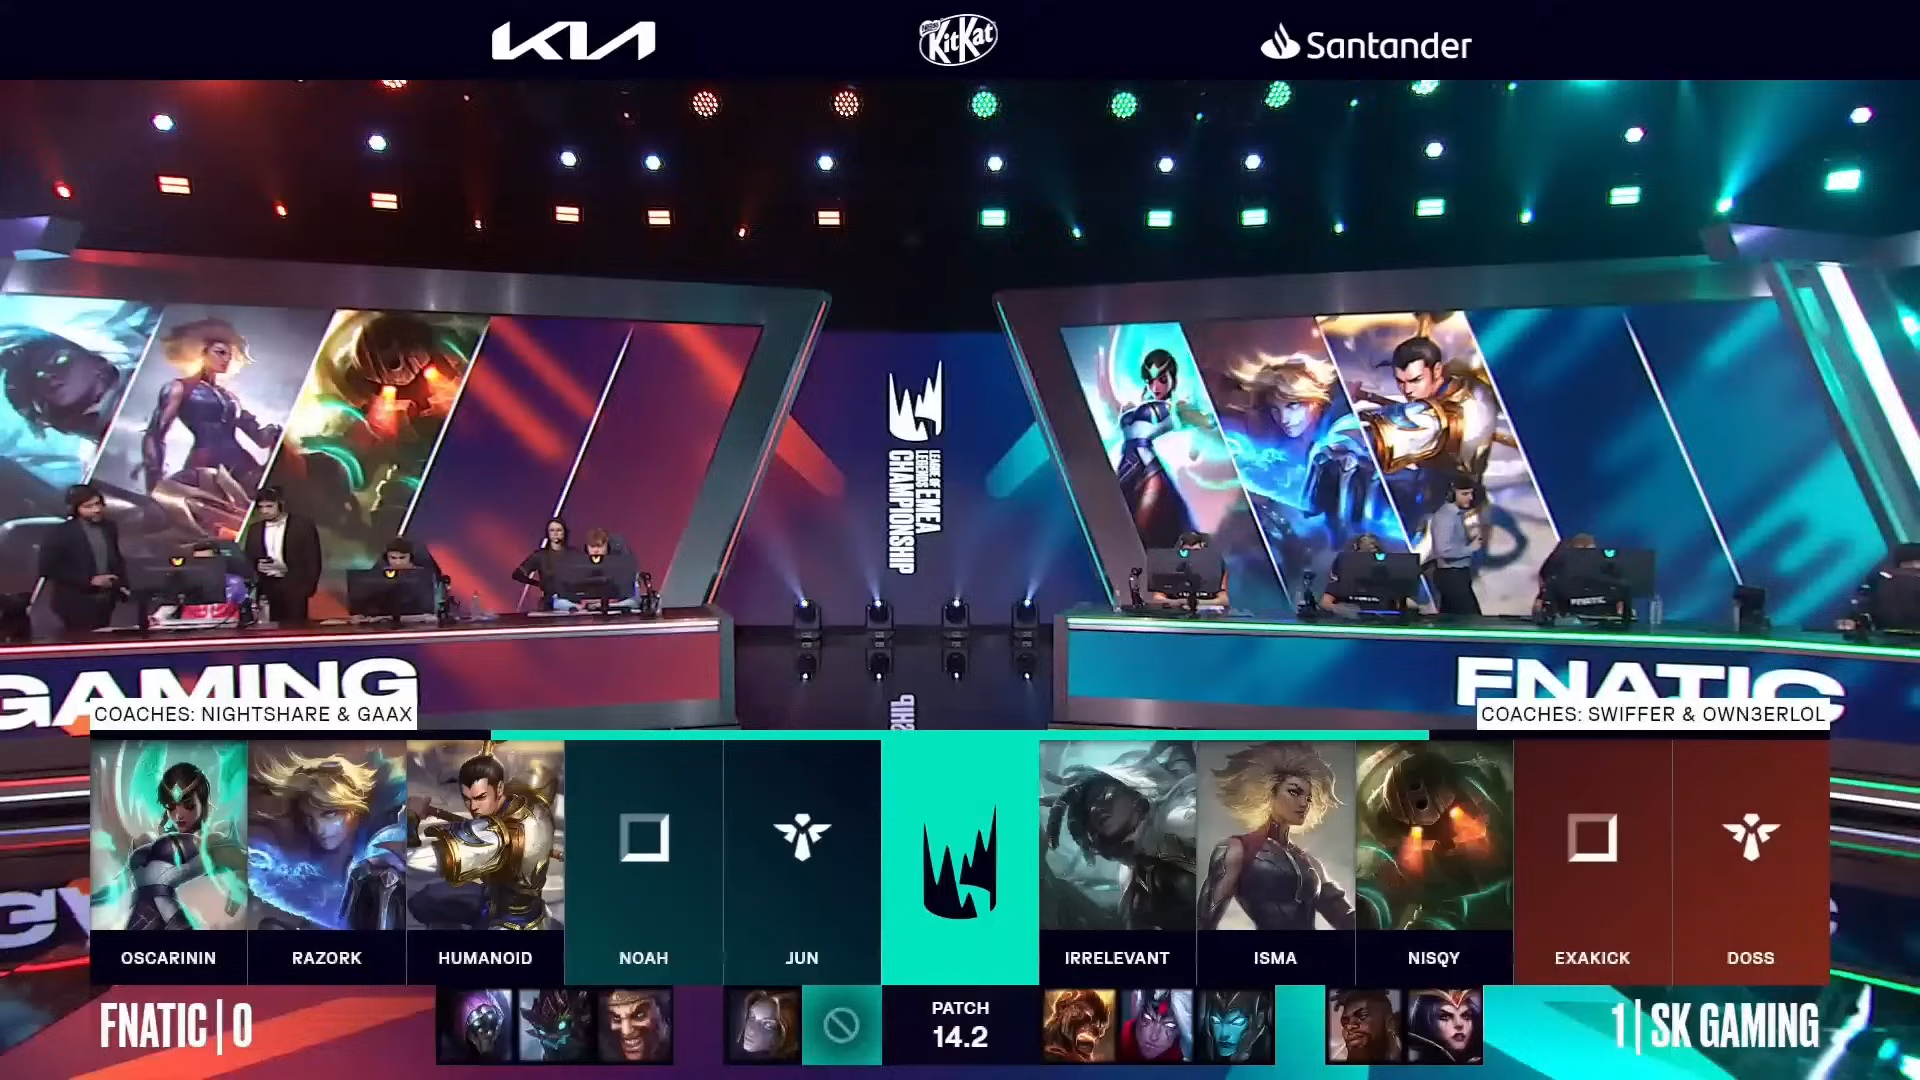 KIA
Nestlé
KitKat
Santander
LEAGUE OF
LEGENDS EMEA
CHAMPIONSHIP
GAMING
FNATIC
COACHES: NIGHTSHARE & GAAX
COACHES: SWIFFER & OWN3ERLOL
OSCARININ
RAZORK
HUMANOID
NOAH
JUN
IRRELEVANT
ISMA
NISQY
EXAKICK
DOSS
FNATIC | 0
PATCH
14.2
1 | SK GAMING